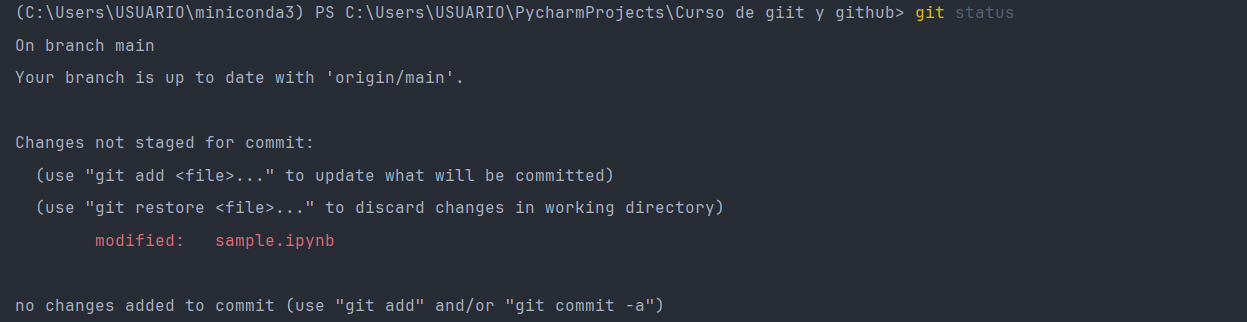 (C:\Users\USUARIO\miniconda3) PS C:\Users\USUARIO\PycharmProjects\Curso de giit y github> git status
On branch main
Your branch is up to date with 'origin/main'.
Changes not staged for commit:
  (use "git add <file>..." to update what will be committed)
  (use "git restore <file>..." to discard changes in working directory)
        modified:   sample.ipynb
no changes added to commit (use "git add" and/or "git commit -a")